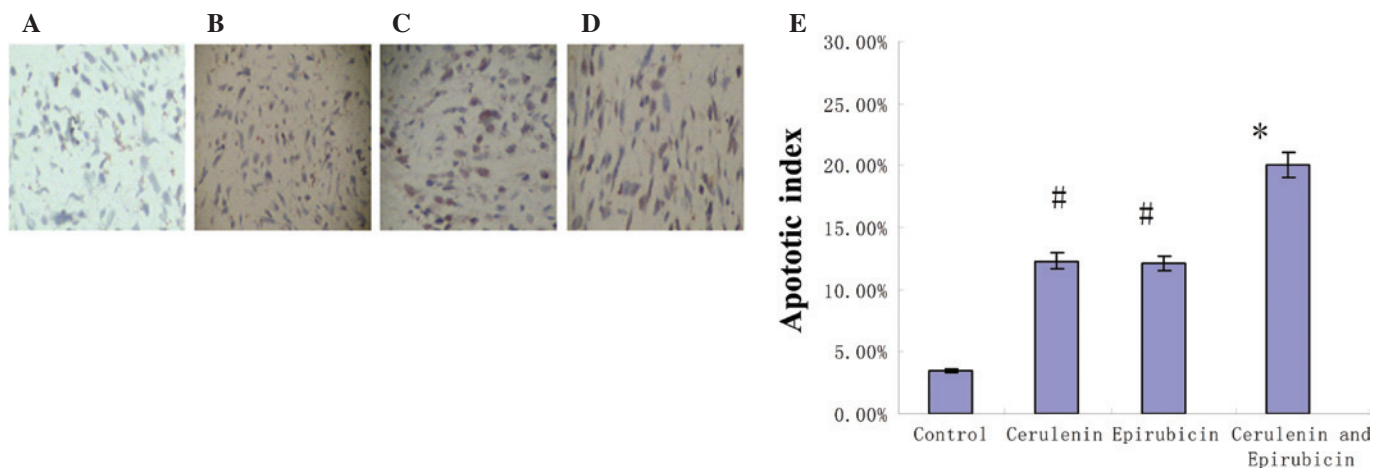 A B C D E
30.00%
25.00%
20.00%
15.00%
10.00%
5.00%
0.00%
Apototic index
# # *
Control Cerulenin Epirubicin Cerulenin and
Epirubicin